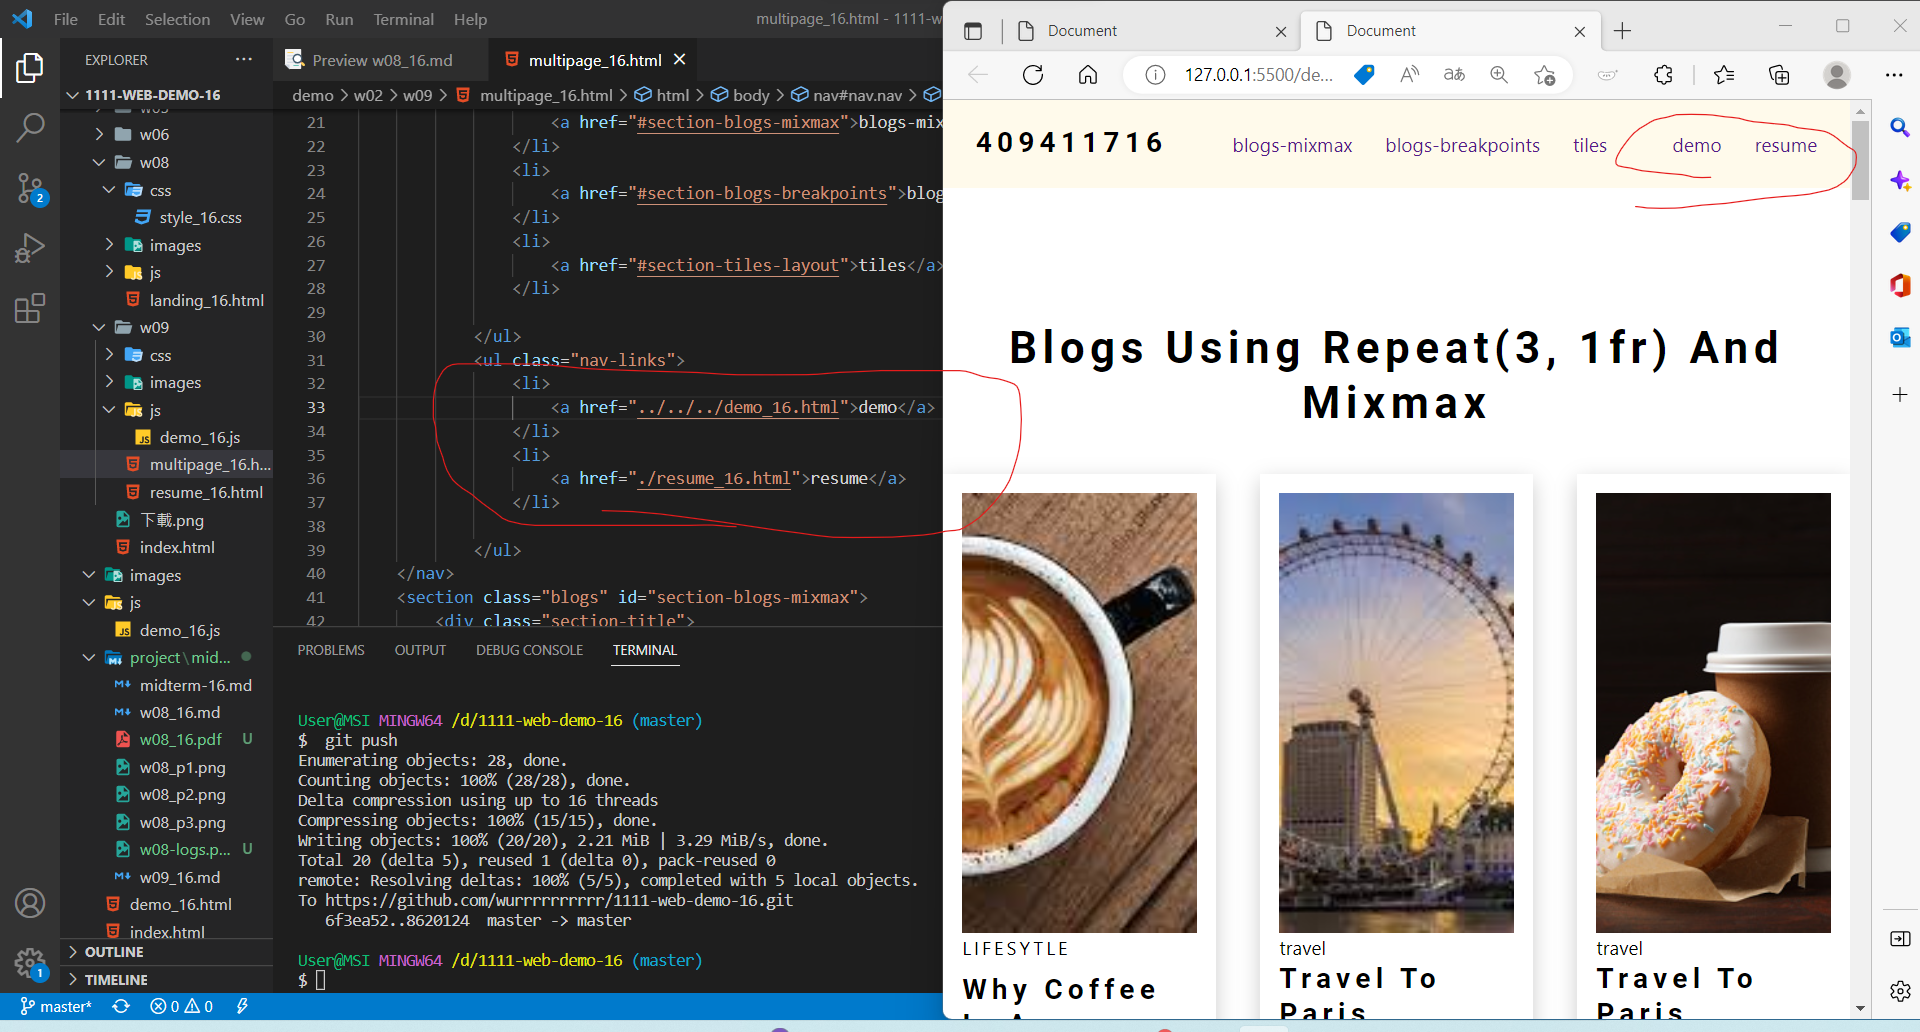 File Edit Selection View Go Run Terminal Help
multipage_16.html - 1111-w
EXPLORER
1111-WEB-DEMO-16
w06
w08
css
style_16.css
images
js
landing_16.html
w09
css
images
js
demo_16.js
multipage_16.h...
resume_16.html
下載.png
index.html
images
js
demo_16.js
project\mid...
midterm-16.md
w08_16.md
w08_16.pdf U
w08_p1.png
w08_p2.png
w08_p3.png
w08-logs.p... U
w09_16.md
demo_16.html
index.html
OUTLINE
TIMELINE
Preview w08_16.md
multipage_16.html
demo > w02 > w09 > multipage_16.html > html > body > nav#nav.nav >
21 <a href="#section-blogs-mixmax">blogs-mix
22 </li>
23 <li>
24 <a href="#section-blogs-breakpoints">blog
25 </li>
26 <li>
27 <a href="#section-tiles-layout">tiles</a>
28 </li>
29
30 </ul>
31 <ul class="nav-links">
32 <li>
33 <a href="../../../demo_16.html">demo</a>
34 </li>
35 <li>
36 <a href="./resume_16.html">resume</a>
37 </li>
38
39 </ul>
40 </nav>
41 <section class="blogs" id="section-blogs-mixmax">
42 <div class="section-title">
PROBLEMS OUTPUT DEBUG CONSOLE TERMINAL
User@MSI MINGW64 /d/1111-web-demo-16 (master)
$ git push
Enumerating objects: 28, done.
Counting objects: 100% (28/28), done.
Delta compression using up to 16 threads
Compressing objects: 100% (15/15), done.
Writing objects: 100% (20/20), 2.21 MiB | 3.29 MiB/s, done.
Total 20 (delta 5), reused 1 (delta 0), pack-reused 0
remote: Resolving deltas: 100% (5/5), completed with 5 local objects.
To https://github.com/wurrrrrrrrrr/1111-web-demo-16.git
6f3ea52..8620124 master -> master
User@MSI MINGW64 /d/1111-web-demo-16 (master)
$
2
1
master* 0 0
Document
Document
127.0.0.1:5500/de...
409411716 blogs-mixmax blogs-breakpoints tiles demo resume
Blogs Using Repeat(3, 1fr) And
Mixmax
LIFESYTLE
Why Coffee
travel
Travel To
Paris
travel
Travel To
Paris